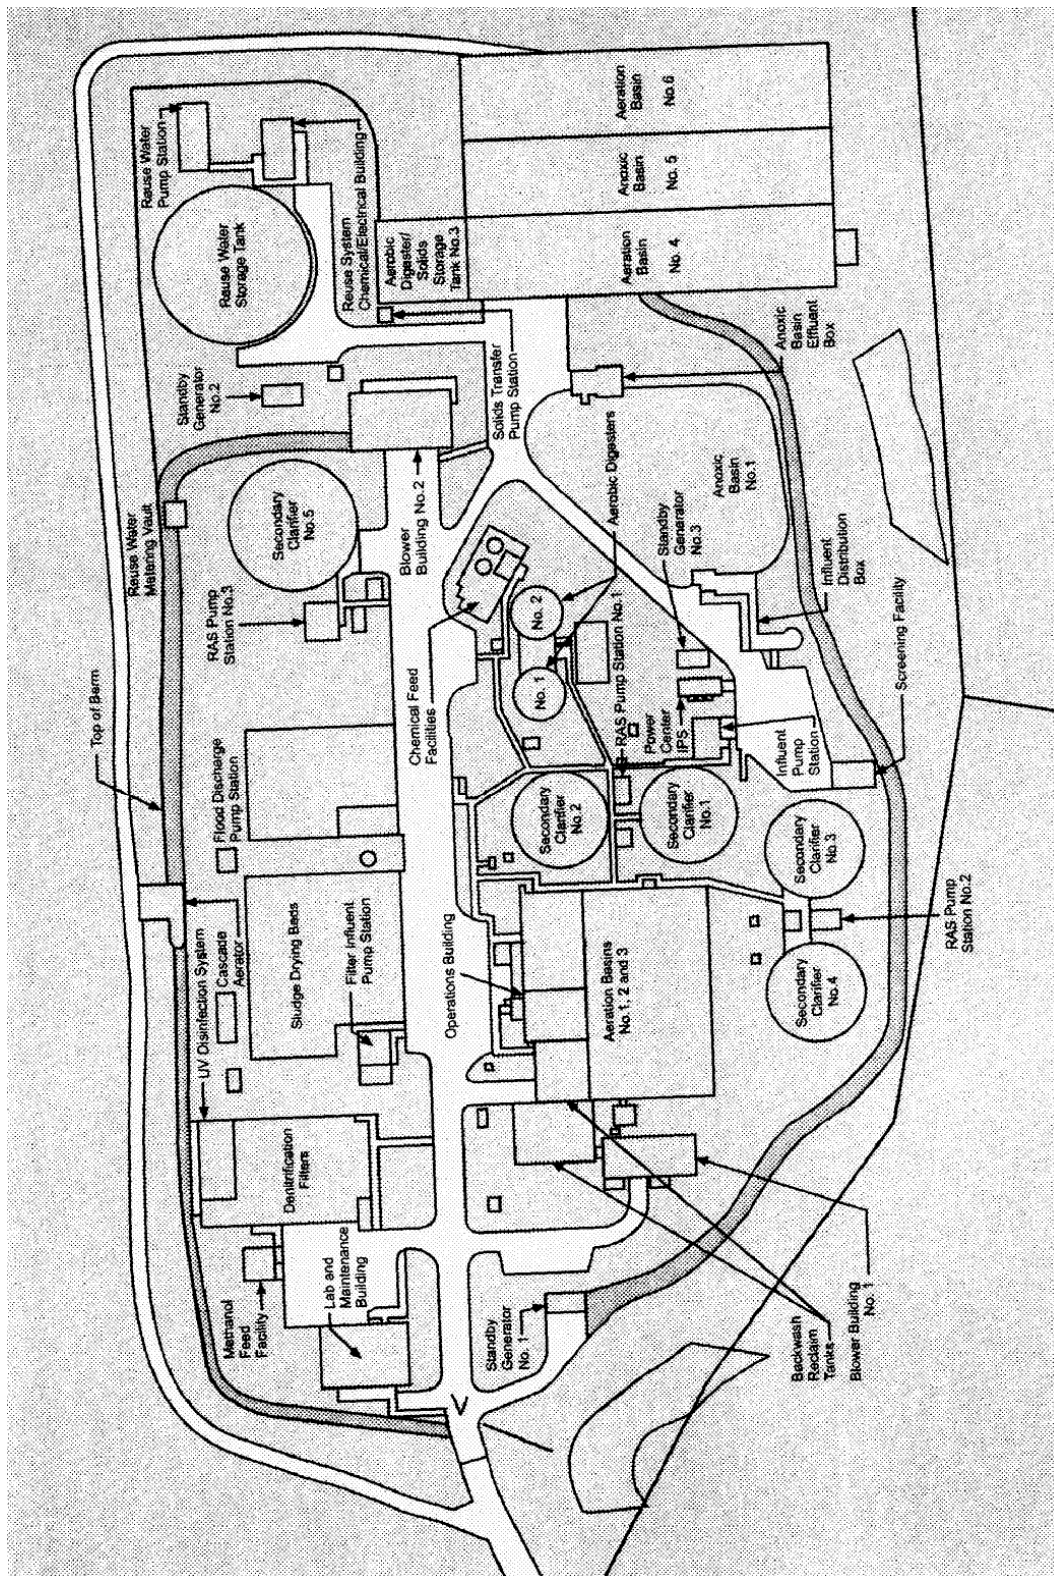 Reuse Water
Pump Station
Reuse Water
Storage Tank
Reuse System
Chemical/Electrical Building
Aerobic
Digester/
Solids
Storage
Tank No.3
Aeration
Basin
No.6
Anoxic
Basin
No. 5
Aeration
Basin
No. 4
Standby
Generator
No.2
Solids Transfer
Pump Station
Anoxic
Basin
Effluent
Box
Reuse Water
Metering Vault
Secondary
Clarifier
No.5
Blower
Building No.2
Aerobic Digesters
Anoxic Basin
No.1
RAS Pump
Station No.3
Chemical Feed
Facilities
No. 2
No. 1
RAS Pump Station No.1
Standby
Generator
No.3
Influent
Distribution
Box
Screening Facility
Power
Center
IPS
Influent
Pump
Station
Top of Berm
Flood Discharge
Pump Station
Secondary
Clarifier
No.2
Secondary
Clarifier
No.1
Secondary
Clarifier
No.3
RAS Pump
Station No.2
UV Disinfection System
Cascade
Aerator
Sludge Drying Beds
Filter Influent
Pump Station
Operations Building
Aeration Basins
No.1, 2 and 3
Secondary
Clarifier
No.4
Denitrification
Filters
Methanol
Feed
Facility
Lab and
Maintenance
Building
Standby
Generator
No. 1
Backwash
Reclaim
Tanks
Blower Building
No. 1